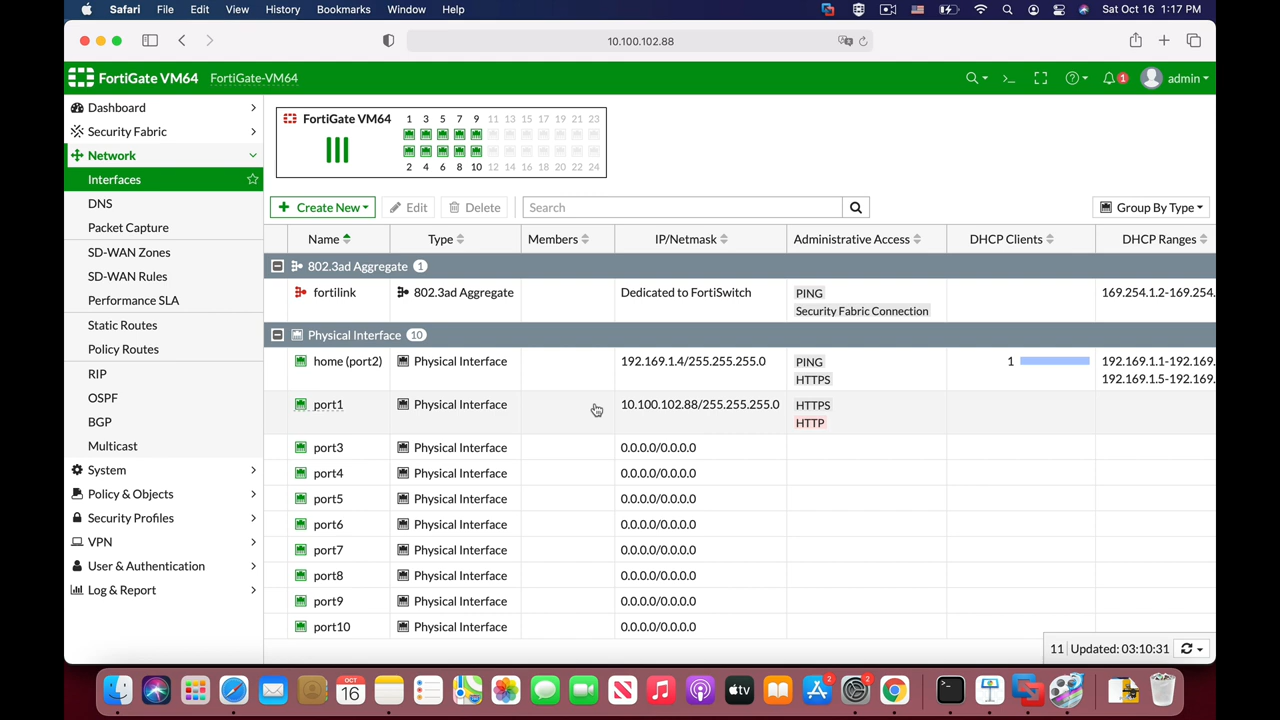 Safari File Edit View History Bookmarks Window Help Sat Oct 16 1:17 PM
10.100.102.88
FortiGate VM64 FortiGate-VM64 >_ 1 admin
Dashboard
Security Fabric
Network
Interfaces
DNS
Packet Capture
SD-WAN Zones
SD-WAN Rules
Performance SLA
Static Routes
Policy Routes
RIP
OSPF
BGP
Multicast
System
Policy & Objects
Security Profiles
VPN
User & Authentication
Log & Report
FortiGate VM64 1 3 5 7 9 11 13 15 17 19 21 23
2 4 6 8 10 12 14 16 18 20 22 24
+ Create New Edit Delete Search Group By Type
Name Type Members IP/Netmask Administrative Access DHCP Clients DHCP Ranges
802.3ad Aggregate 1
fortilink 802.3ad Aggregate Dedicated to FortiSwitch PING 169.254.1.2-169.254.
Security Fabric Connection
Physical Interface 10
home (port2) Physical Interface 192.168.1.4/255.255.255.0 PING 1 192.169.1.1-192.169.
HTTPS 192.169.1.5-192.169.
port1 Physical Interface 10.100.102.88/255.255.255.0 HTTPS
HTTP
port3 Physical Interface 0.0.0.0/0.0.0.0
port4 Physical Interface 0.0.0.0/0.0.0.0
port5 Physical Interface 0.0.0.0/0.0.0.0
port6 Physical Interface 0.0.0.0/0.0.0.0
port7 Physical Interface 0.0.0.0/0.0.0.0
port8 Physical Interface 0.0.0.0/0.0.0.0
port9 Physical Interface 0.0.0.0/0.0.0.0
port10 Physical Interface 0.0.0.0/0.0.0.0
11 Updated: 03:10:31
OCT
16
tv
2
2